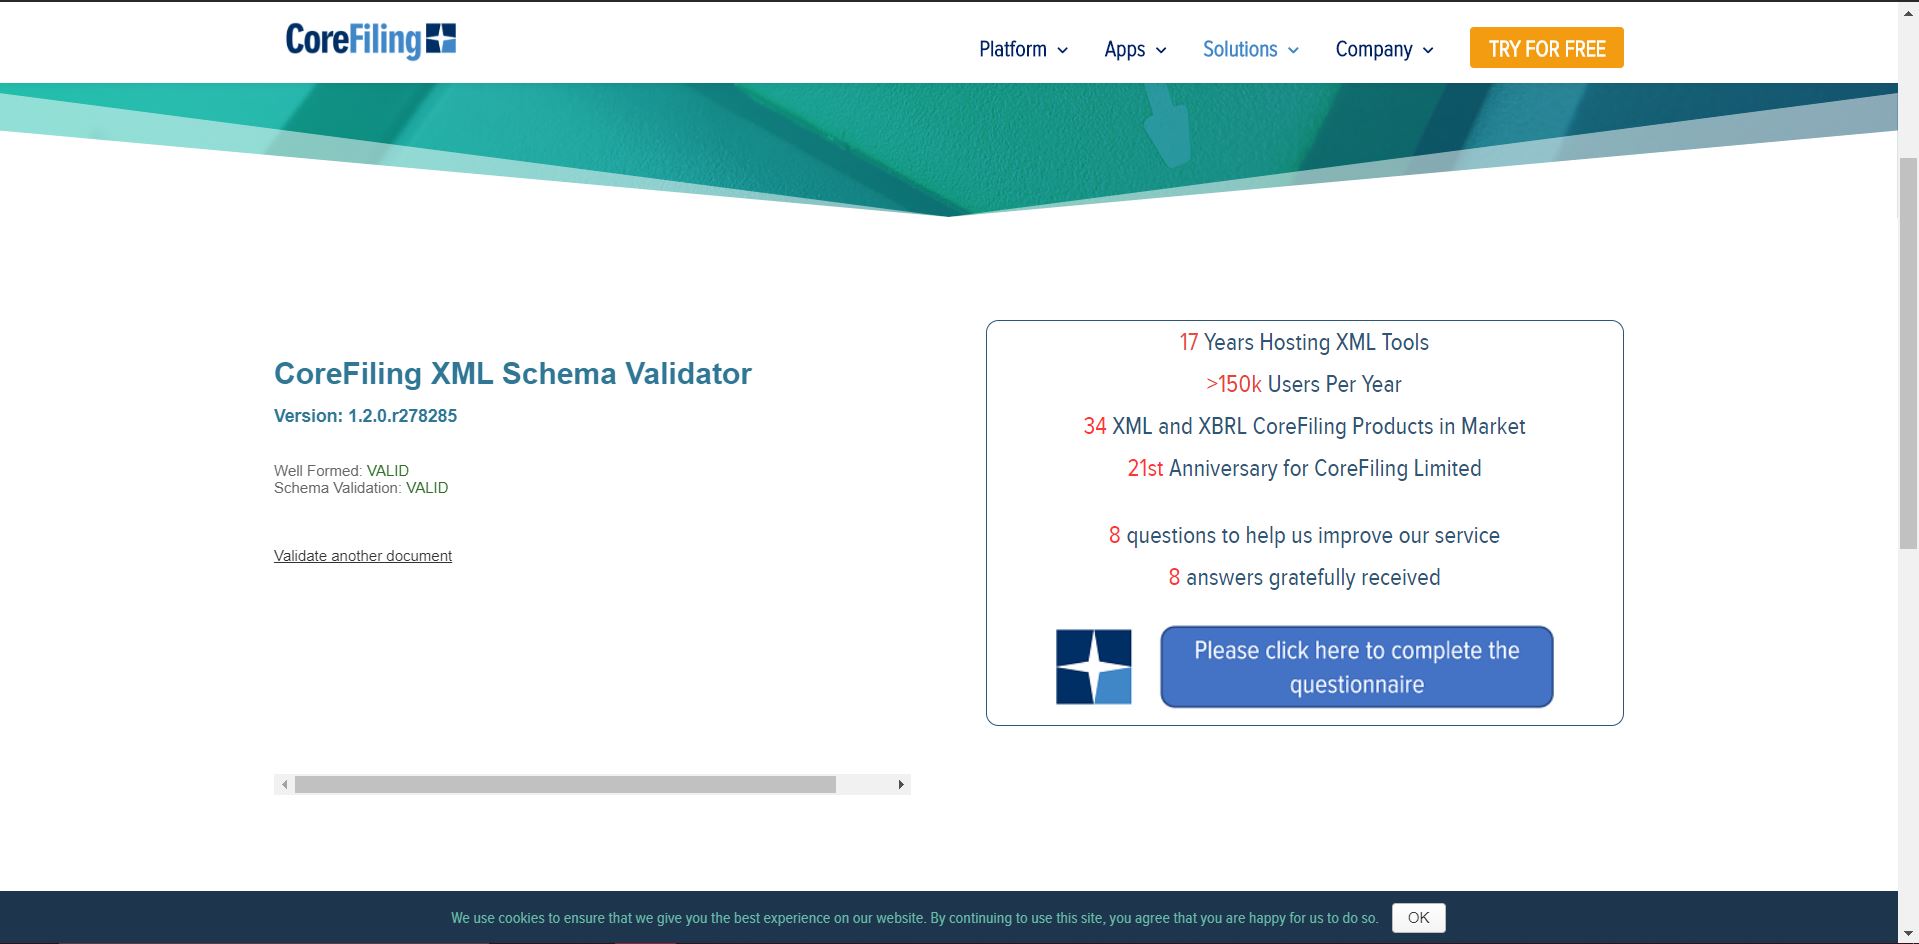 CoreFiling
Platform
Apps
Solutions
Company
TRY FOR FREE
CoreFiling XML Schema Validator
Version: 1.2.0.r278285
Well Formed: VALID
Schema Validation: VALID
Validate another document
17 Years Hosting XML Tools
>150k Users Per Year
34 XML and XBRL CoreFiling Products in Market
21st Anniversary for CoreFiling Limited
8 questions to help us improve our service
8 answers gratefully received
Please click here to complete the
questionnaire
We use cookies to ensure that we give you the best experience on our website. By continuing to use this site, you agree that you are happy for us to do so.
OK